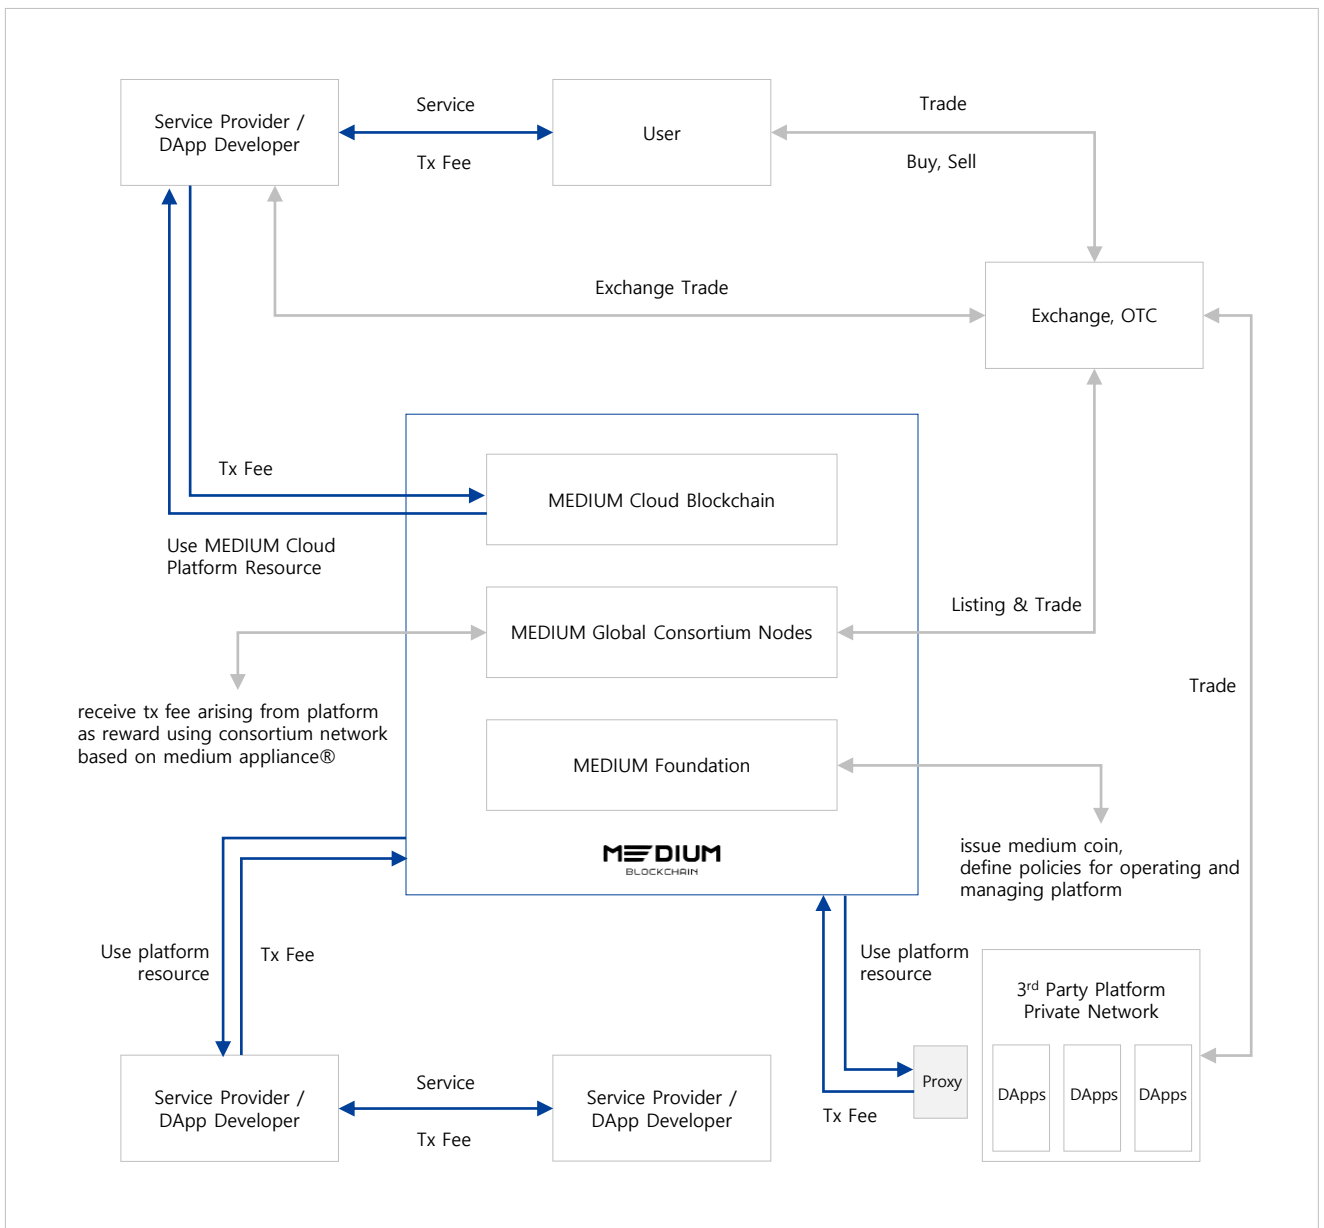 Service Provider /
DApp Developer
Service
Tx Fee
User
Trade
Buy, Sell
Exchange Trade
Exchange, OTC
Tx Fee
Use MEDIUM Cloud
Platform Resource
MEDIUM Cloud Blockchain
MEDIUM Global Consortium Nodes
Listing & Trade
Trade
receive tx fee arising from platform
as reward using consortium network
based on medium appliance®
MEDIUM Foundation
issue medium coin,
define policies for operating and
managing platform
MEDIUM
BLOCKCHAIN
Use platform
resource
Tx Fee
Use platform
resource
Tx Fee
Proxy
3rd Party Platform
Private Network
DApps
DApps
DApps
Service Provider /
DApp Developer
Service
Tx Fee
Service Provider /
DApp Developer